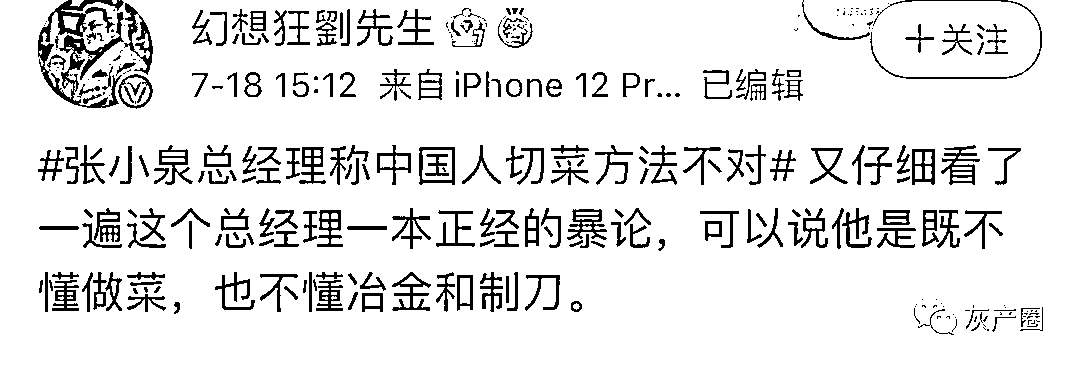 幻想狂劉先生
+关注
7-18 15:12 来自 iPhone 12 Pr... 已编辑
#张小泉总经理称中国人切菜方法不对# 又仔细看了
一遍这个总经理一本正经的暴论，可以说他是既不
懂做菜，也不懂冶金和制刀。
灰产圈